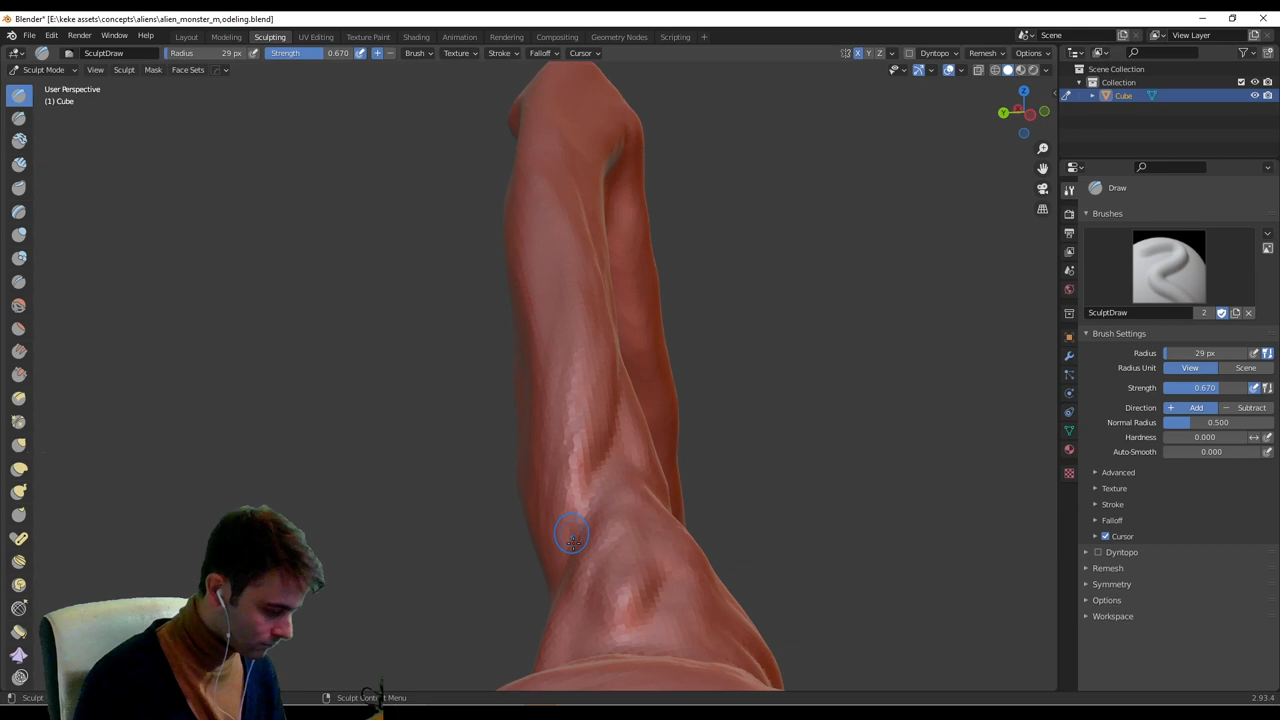 Blender* [E:\keke assets\concepts\aliens\alien_monster_m,odeling.blend]
File Edit Render Window Help Layout Modeling Sculpting UV Editing Texture Paint Shading Animation Rendering Compositing Geometry Nodes Scripting + Scene View Layer
SculptDraw Radius 29 px Strength 0.670 + − Brush Texture Stroke Falloff Cursor X Y Z Dyntopo Remesh Options
Sculpt Mode View Sculpt Mask Face Sets
User Perspective
(1) Cube
Z
Y X
Scene Collection
Collection
Cube
Draw
Brushes
SculptDraw 2
Brush Settings
Radius 29 px
Radius Unit View Scene
Strength 0.670
Direction + Add − Subtract
Normal Radius 0.500
Hardness 0.000
Auto-Smooth 0.000
Advanced
Texture
Stroke
Falloff
Cursor
Dyntopo
Remesh
Symmetry
Options
Workspace
Sculpt Sculpt Context Menu 2.93.4